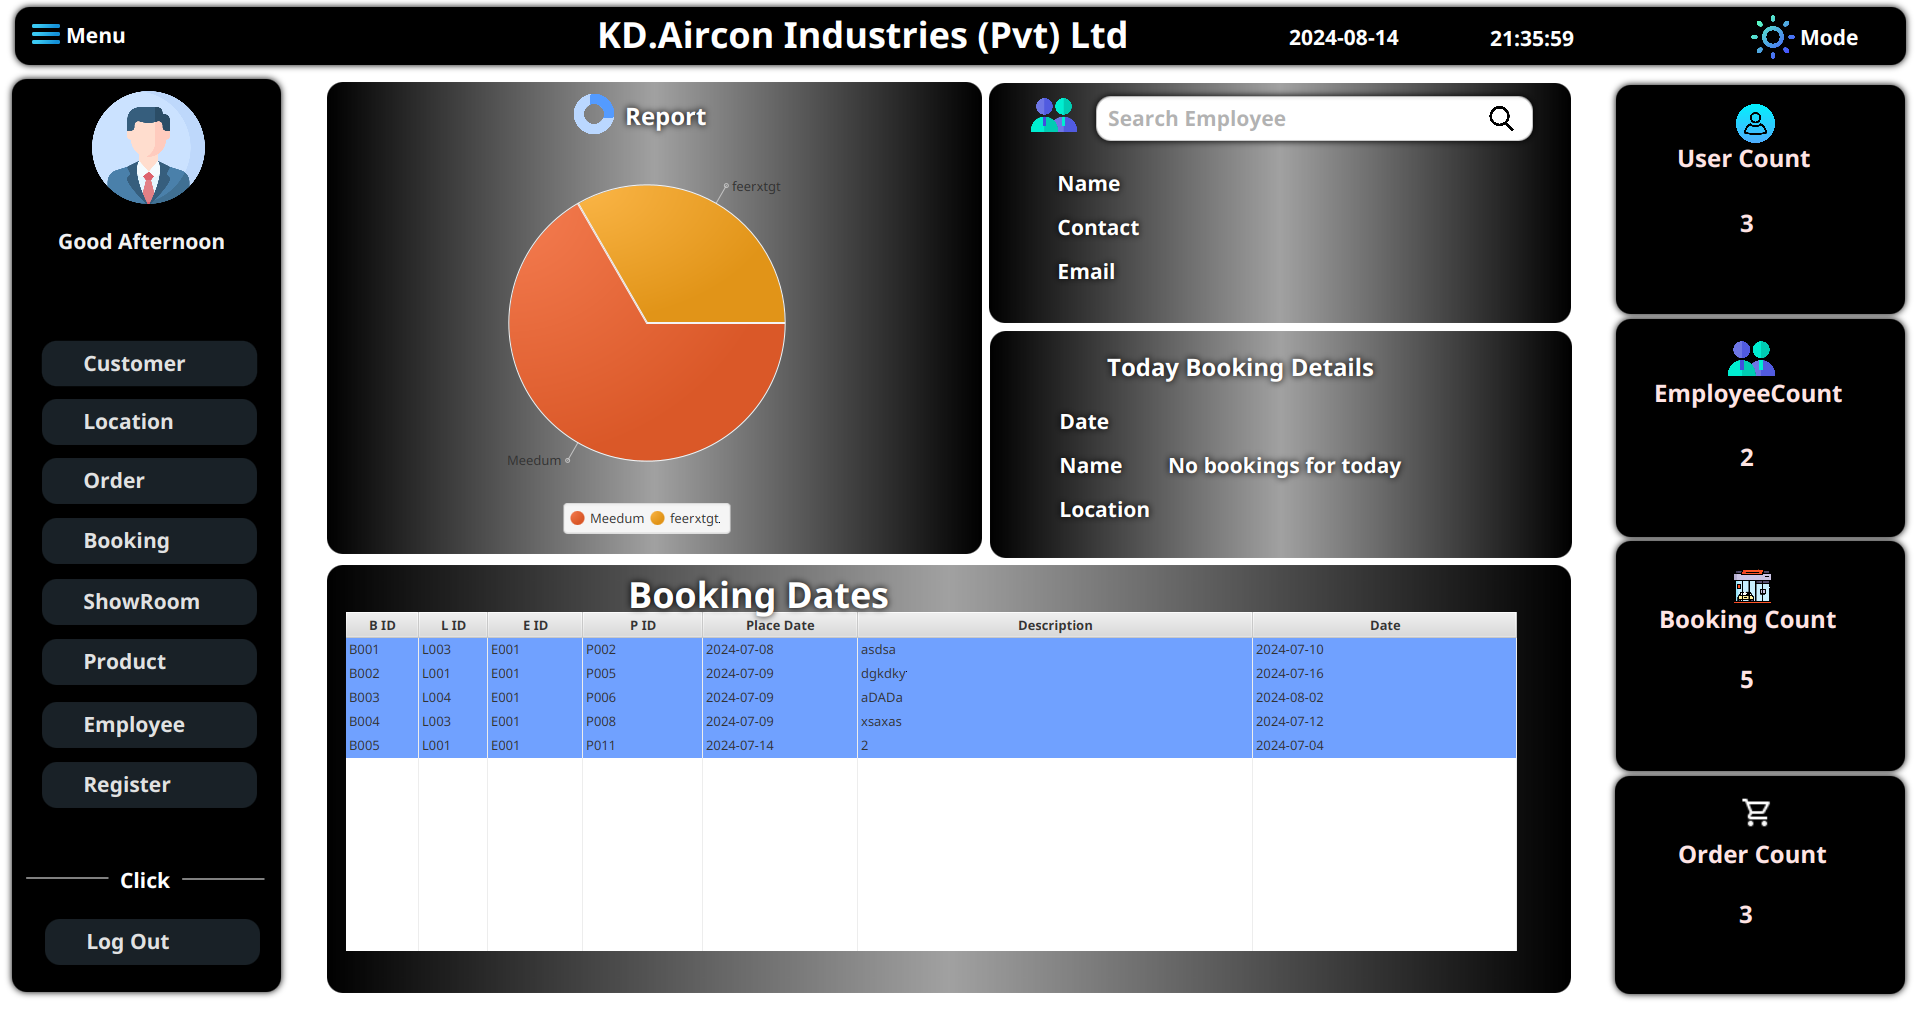 Menu
KD.Aircon Industries (Pvt) Ltd
2024-08-14
21:35:59
Mode
Good Afternoon
Customer
Location
Order
Booking
ShowRoom
Product
Employee
Register
Click
Log Out
Report
feerxtgt
Meedum
Meedum feerxtgt.
Search Employee
Name
Contact
Email
Today Booking Details
Date
Name No bookings for today
Location
Booking Dates
B ID L ID E ID P ID Place Date Description Date
B001 L003 E001 P002 2024-07-08 asdsa 2024-07-10
B002 L001 E001 P005 2024-07-09 dgkdky' 2024-07-16
B003 L004 E001 P006 2024-07-09 aDADa 2024-08-02
B004 L003 E001 P008 2024-07-09 xsaxas 2024-07-12
B005 L001 E001 P011 2024-07-14 2 2024-07-04
User Count
3
EmployeeCount
2
Booking Count
5
Order Count
3